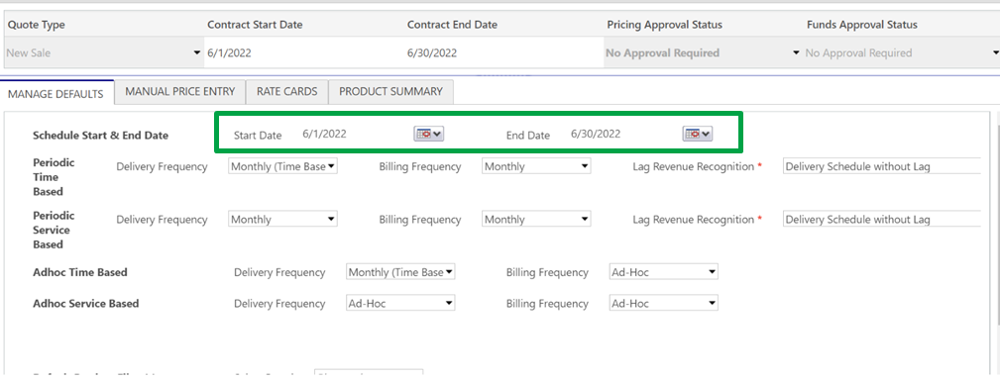 Quote Type Contract Start Date Contract End Date Pricing Approval Status Funds Approval Status
New Sale 6/1/2022 6/30/2022 No Approval Required No Approval Required
MANAGE DEFAULTS MANUAL PRICE ENTRY RATE CARDS PRODUCT SUMMARY
Schedule Start & End Date Start Date 6/1/2022 End Date 6/30/2022
Periodic
Time
Based
Delivery Frequency Monthly (Time Base Billing Frequency Monthly Lag Revenue Recognition * Delivery Schedule without Lag
Periodic
Service
Based
Delivery Frequency Monthly Billing Frequency Monthly Lag Revenue Recognition * Delivery Schedule without Lag
Adhoc Time Based Delivery Frequency Monthly (Time Base Billing Frequency Ad-Hoc
Adhoc Service Based Delivery Frequency Ad-Hoc Billing Frequency Ad-Hoc